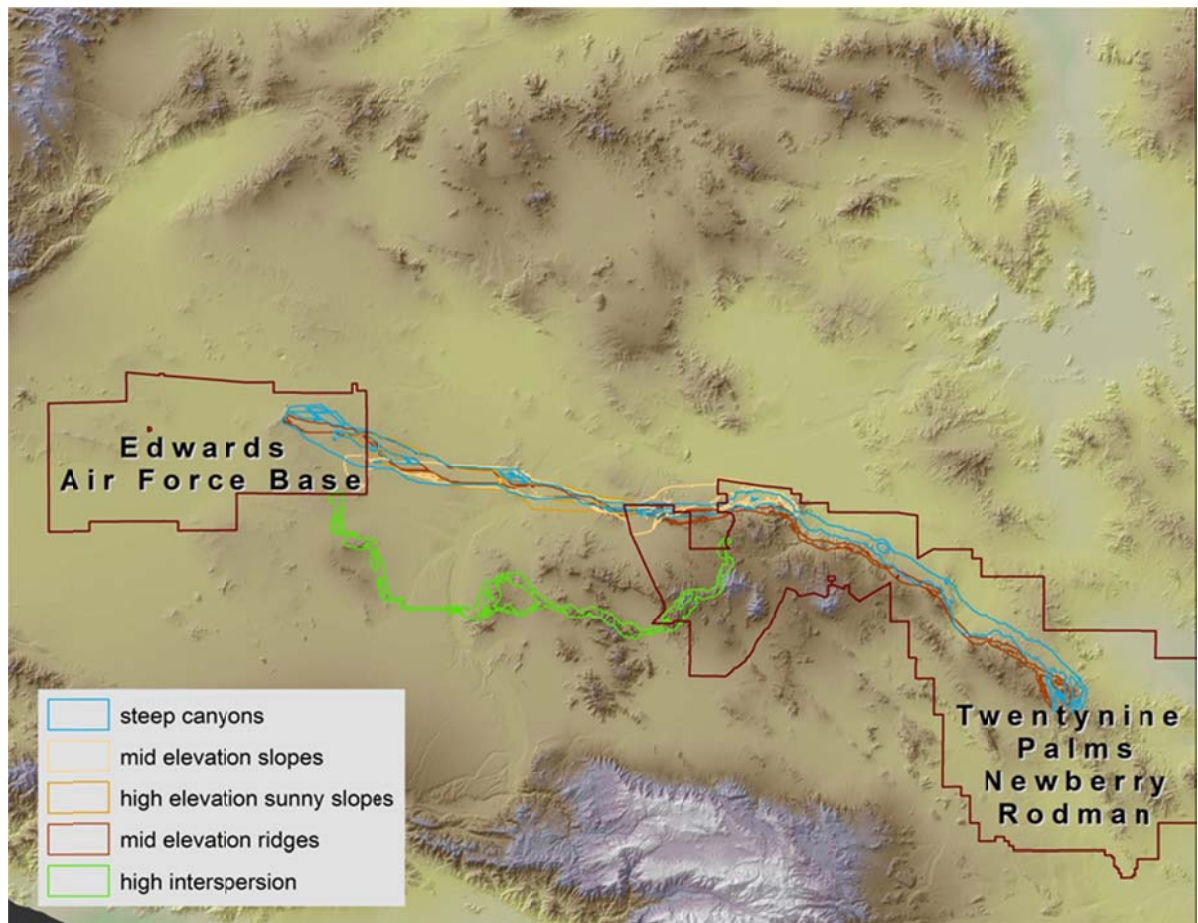 Edwards
Air Force Base
Twentynine
Palms
Newberry
Rodman
steep canyons
mid elevation slopes
high elevation sunny slopes
mid elevation ridges
high interspersion